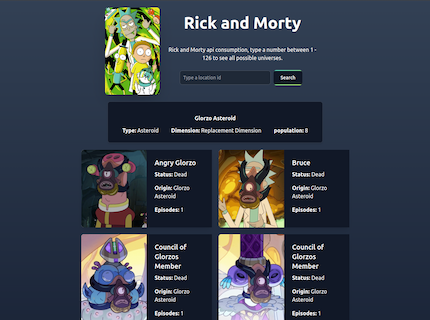 Rick and Morty
Rick and Morty api consumption, type a number between 1 -
126 to see all possible universes.
Type a location id
Search
Glorzo Asteroid
Type: Asteroid Dimension: Replacement Dimension population: 8
Angry Glorzo
Status: Dead
Origin: Glorzo
Asteroid
Episodes: 1
Bruce
Status: Dead
Origin: Glorzo
Asteroid
Episodes: 1
Council of
Glorzos
Member
Status: Dead
Origin: Glorzo
Asteroid
Episodes: 1
Council of
Glorzos
Member
Status: Dead
Origin: Glorzo
Asteroid
Episodes: 1